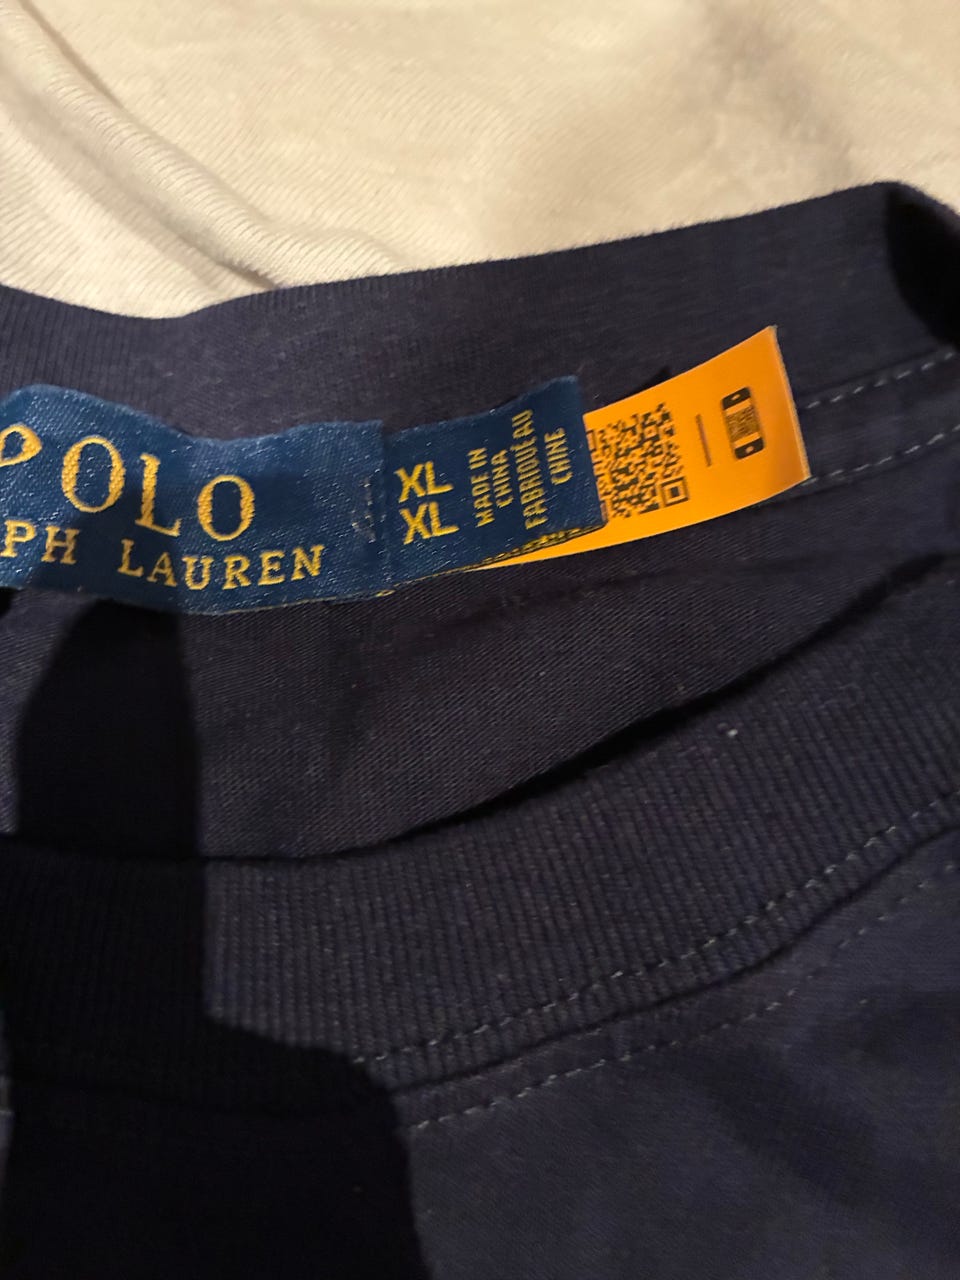 POLO
PH LAUREN
XL
XL
MADE IN
CHINA
FABRIQUÉ AU
CHINE